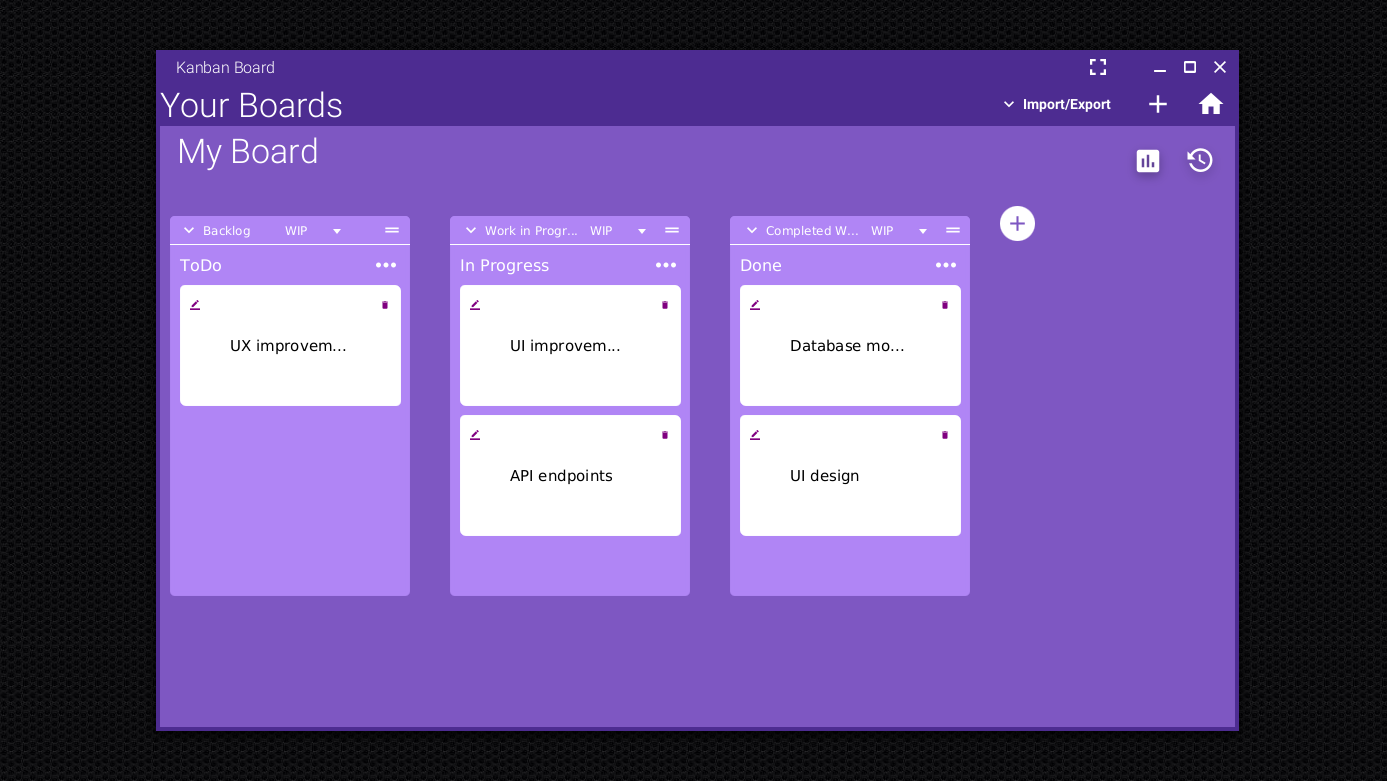 Kanban Board
Your Boards
Import/Export
My Board
Backlog WIP
Work in Progr... WIP
Completed W... WIP
ToDo
In Progress
Done
UX improvem...
UI improvem...
Database mo...
API endpoints
UI design